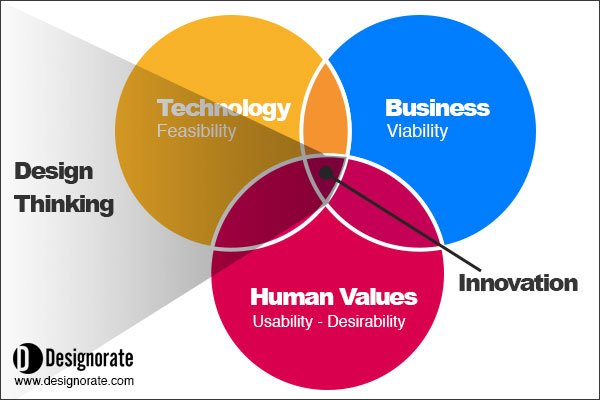 Technology
Feasibility
Business
Viability
Design
Thinking
Innovation
Human Values
Usability - Desirability
D Designorate
www.designorate.com